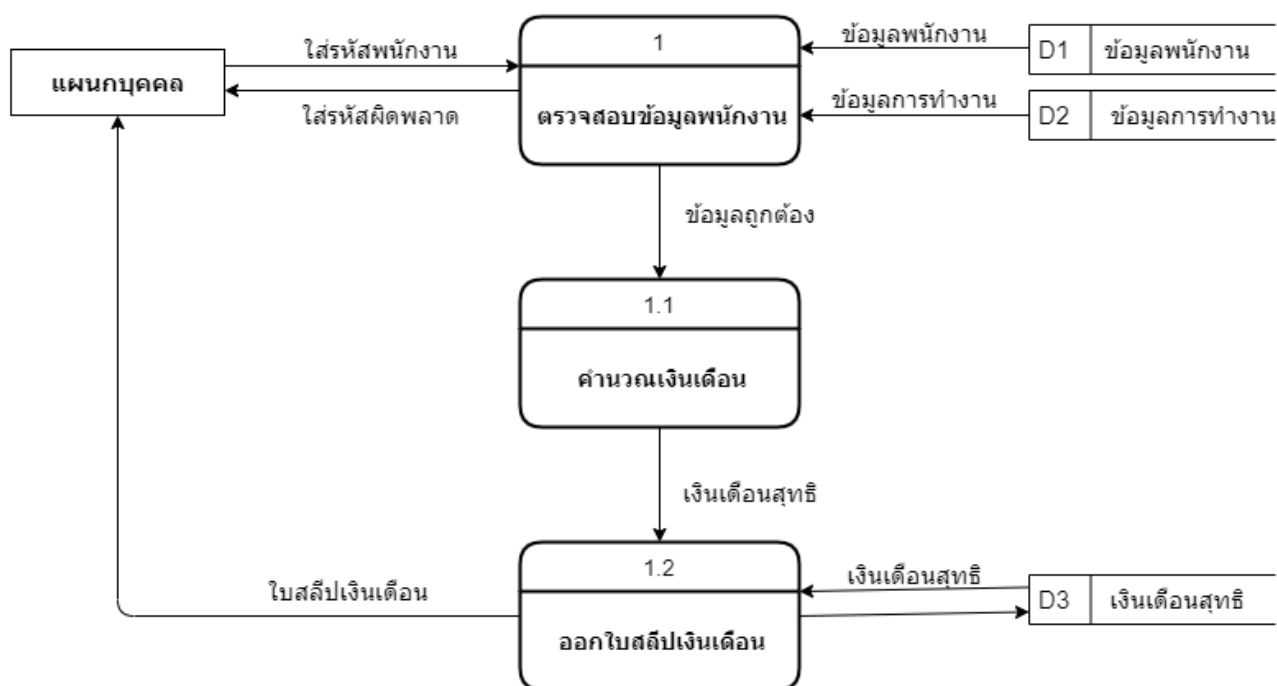 แผนกบุคคล
ใส่รหัสพนักงาน
ใส่รหัสผิดพลาด
1
ตรวจสอบข้อมูลพนักงาน
ข้อมูลพนักงาน
D1 ข้อมูลพนักงาน
ข้อมูลการทำงาน
D2 ข้อมูลการทำงาน
ข้อมูลถูกต้อง
1.1
คำนวณเงินเดือน
เงินเดือนสุทธิ
1.2
ออกใบสลีปเงินเดือน
ใบสลีปเงินเดือน
เงินเดือนสุทธิ
D3 เงินเดือนสุทธิ